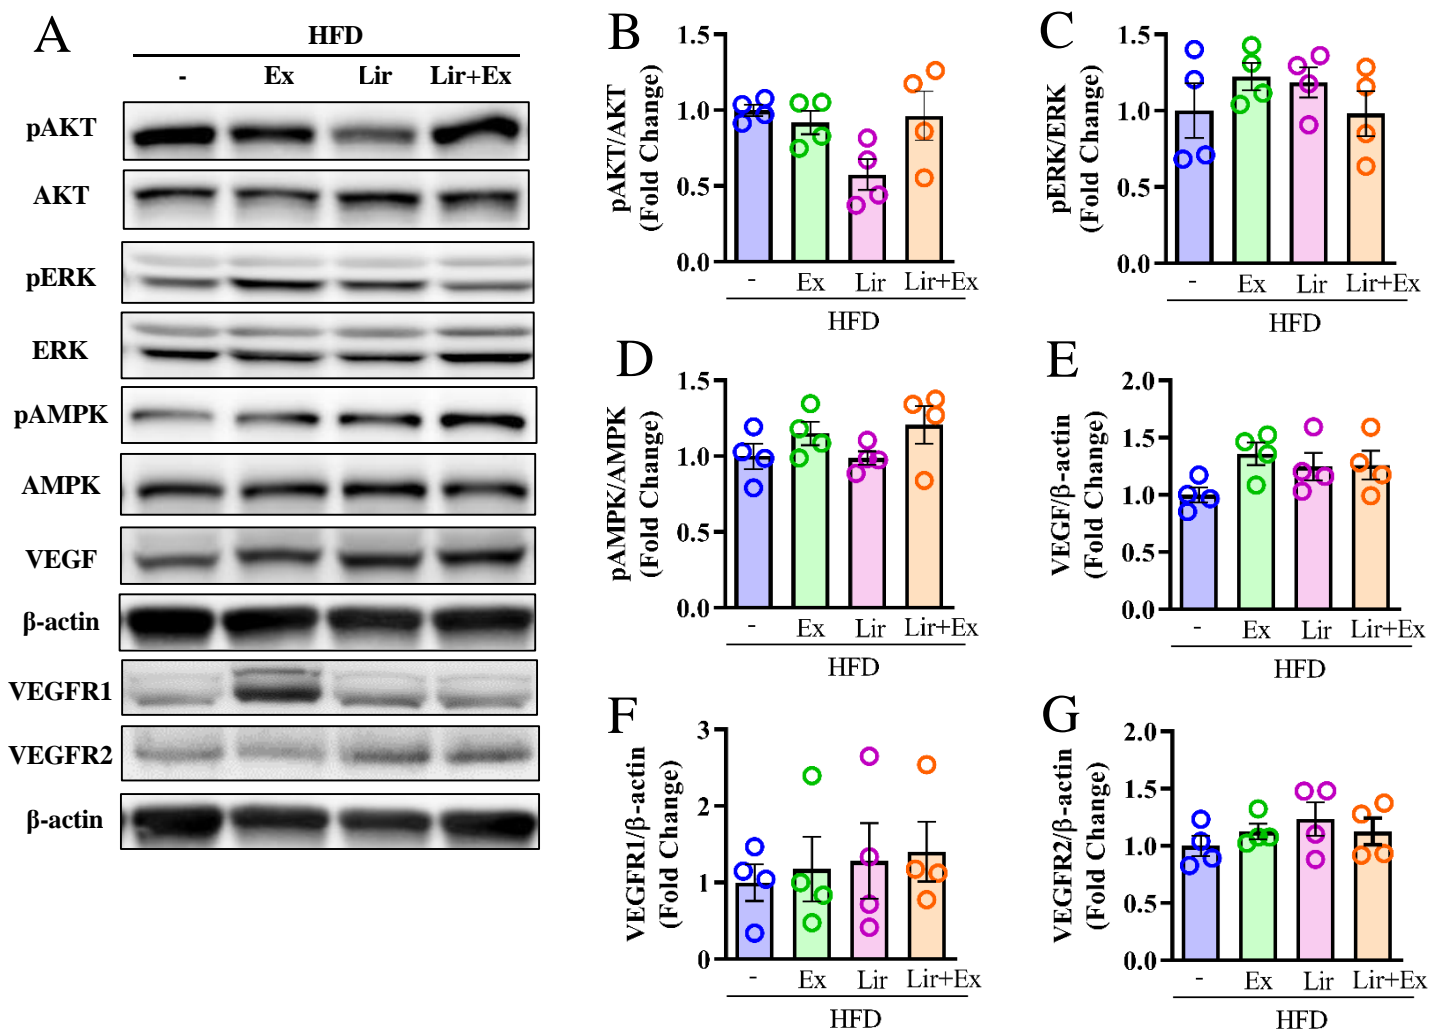 A
HFD
- Ex Lir Lir+Ex
pAKT
AKT
pERK
ERK
pAMPK
AMPK
VEGF
β-actin
VEGFR1
VEGFR2
β-actin
B
pAKT/AKT
(Fold Change)
1.5
1.0
0.5
0.0
- Ex Lir Lir+Ex
HFD
C
pERK/ERK
(Fold Change)
1.5
1.0
0.5
0.0
- Ex Lir Lir+Ex
HFD
D
pAMPK/AMPK
(Fold Change)
1.5
1.0
0.5
0.0
- Ex Lir Lir+Ex
HFD
E
VEGF/β-actin
(Fold Change)
2.0
1.5
1.0
0.5
0.0
- Ex Lir Lir+Ex
HFD
F
VEGFR1/β-actin
(Fold Change)
3
2
1
0
- Ex Lir Lir+Ex
HFD
G
VEGFR2/β-actin
(Fold Change)
2.0
1.5
1.0
0.5
0.0
- Ex Lir Lir+Ex
HFD